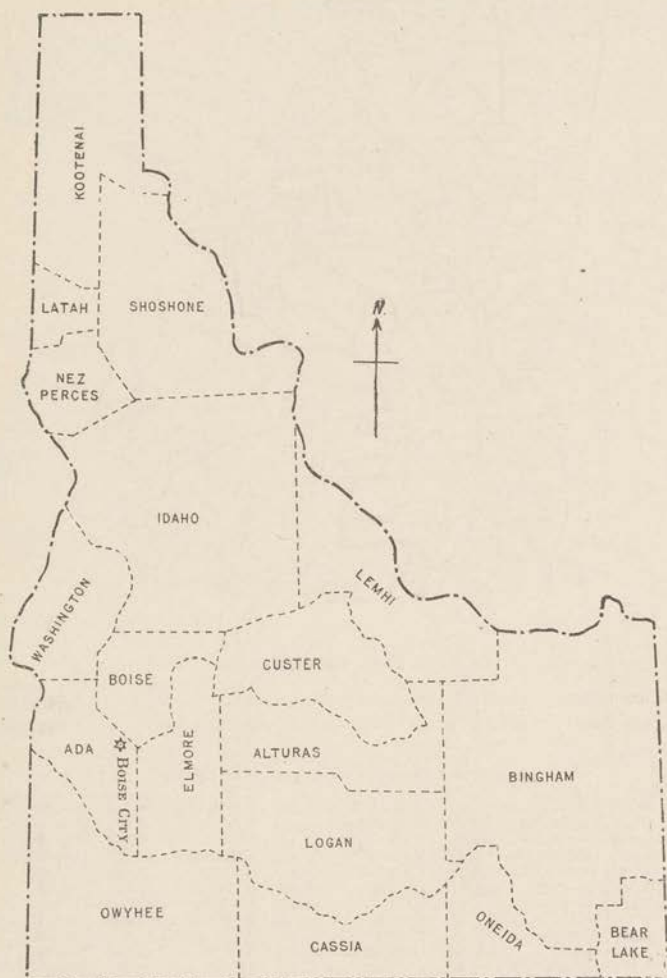 KOOTENAI
N.
LATAH
SHOSHONE
NEZ
PERCES
IDAHO
LEMHI
WASHINGTON
BOISE
CUSTER
ADA
BOISE CITY
ELMORE
ALTURAS
BINGHAM
LOGAN
OWYHEE
CASSIA
ONEIDA
BEAR
LAKE